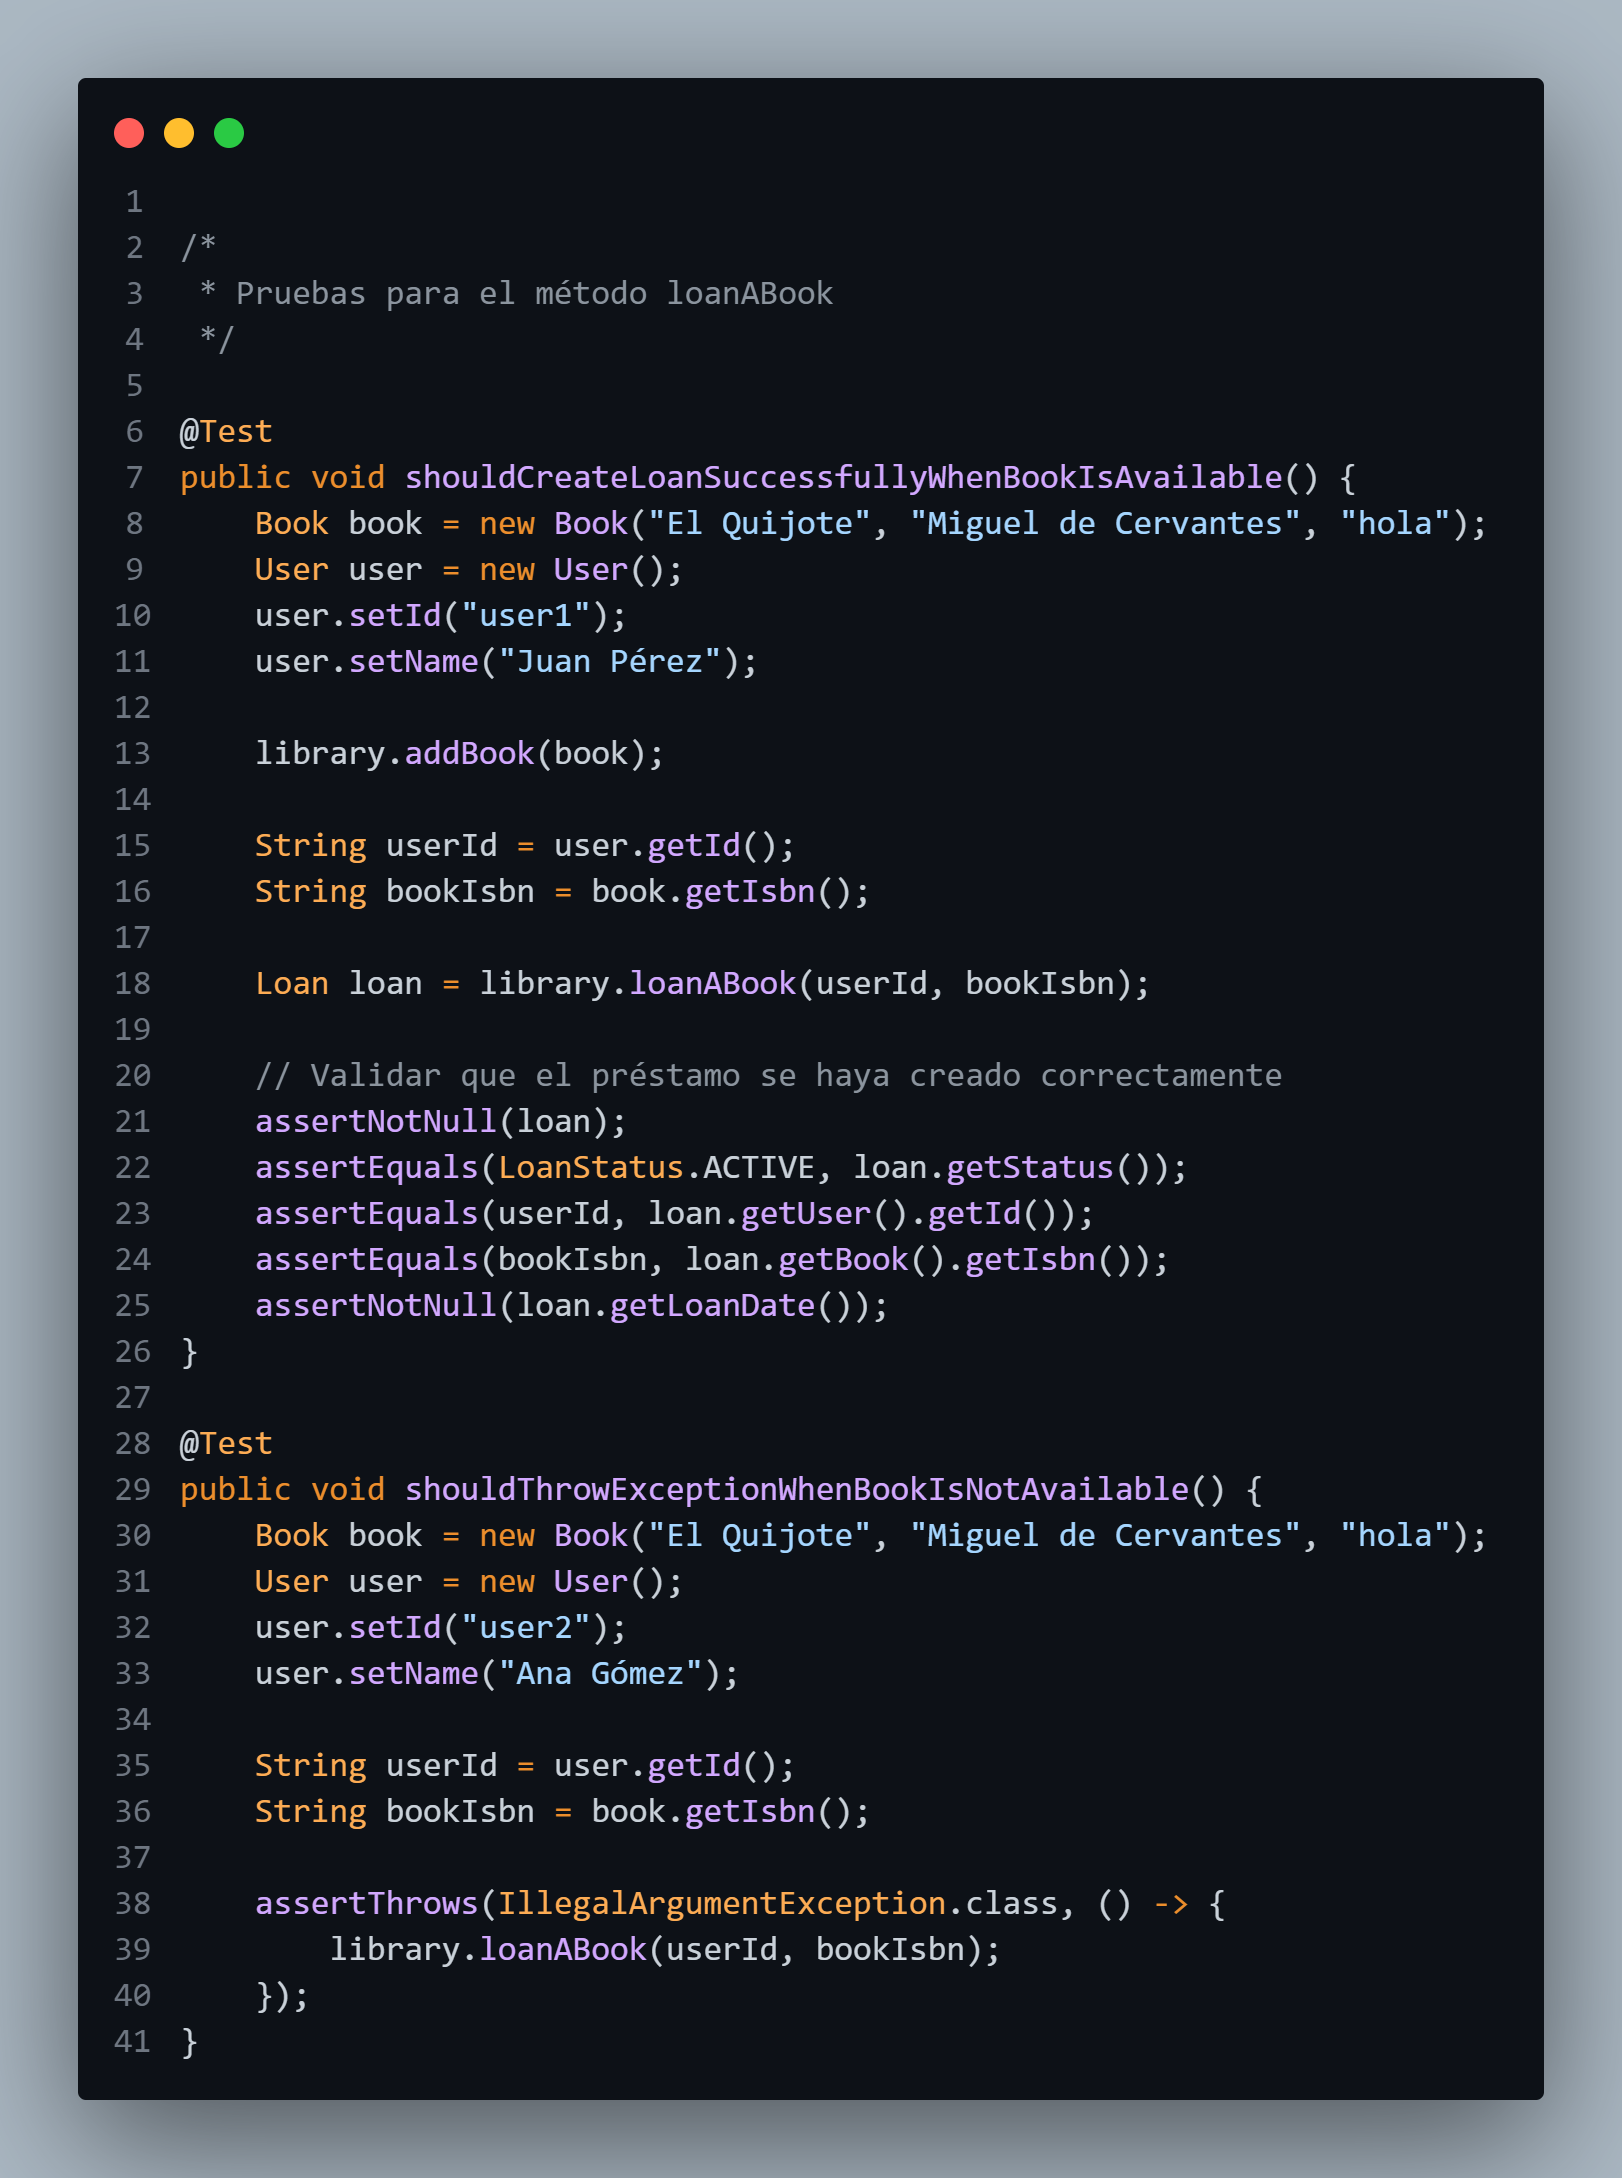 1
2 /*
3  * Pruebas para el método loanABook
4  */
5
6 @Test
7 public void shouldCreateLoanSuccessfullyWhenBookIsAvailable() {
8     Book book = new Book("El Quijote", "Miguel de Cervantes", "hola");
9     User user = new User();
10     user.setId("user1");
11     user.setName("Juan Pérez");
12
13     library.addBook(book);
14
15     String userId = user.getId();
16     String bookIsbn = book.getIsbn();
17
18     Loan loan = library.loanABook(userId, bookIsbn);
19
20     // Validar que el préstamo se haya creado correctamente
21     assertNotNull(loan);
22     assertEquals(LoanStatus.ACTIVE, loan.getStatus());
23     assertEquals(userId, loan.getUser().getId());
24     assertEquals(bookIsbn, loan.getBook().getIsbn());
25     assertNotNull(loan.getLoanDate());
26 }
27
28 @Test
29 public void shouldThrowExceptionWhenBookIsNotAvailable() {
30     Book book = new Book("El Quijote", "Miguel de Cervantes", "hola");
31     User user = new User();
32     user.setId("user2");
33     user.setName("Ana Gómez");
34
35     String userId = user.getId();
36     String bookIsbn = book.getIsbn();
37
38     assertThrows(IllegalArgumentException.class, () -> {
39         library.loanABook(userId, bookIsbn);
40     });
41 }